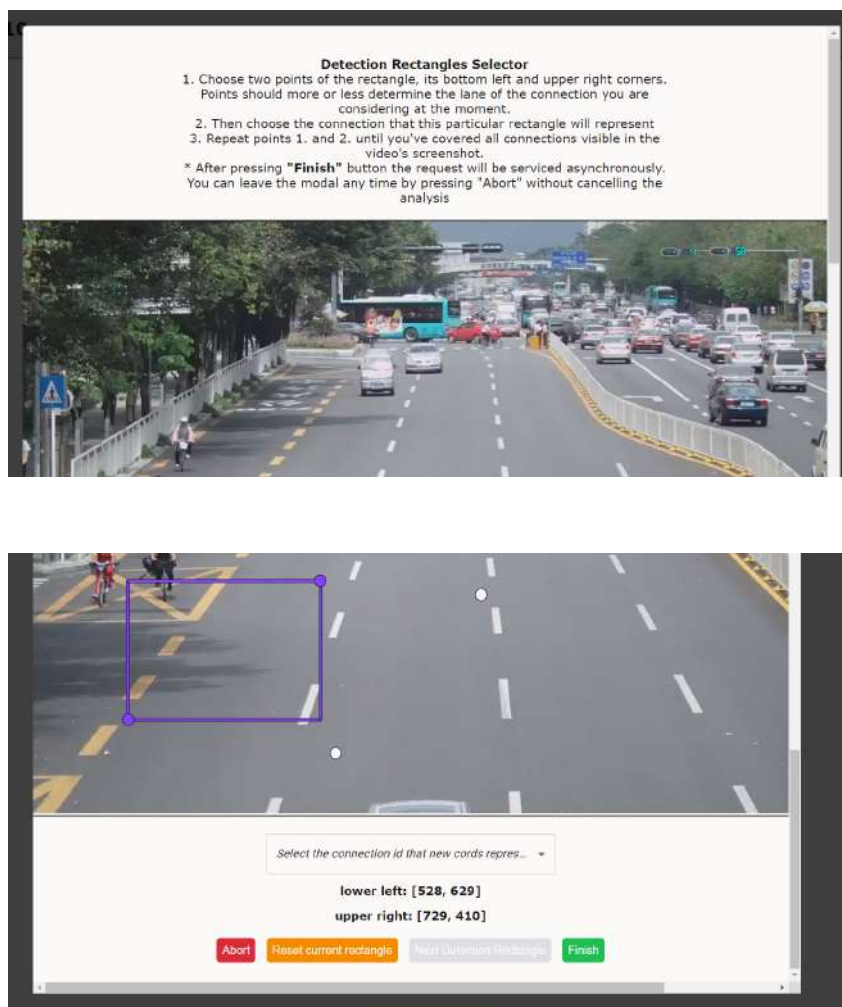 Detection Rectangles Selector
1. Choose two points of the rectangle, its bottom left and upper right corners.
Points should more or less determine the lane of the connection you are
considering at the moment.
2. Then choose the connection that this particular rectangle will represent
3. Repeat points 1. and 2. until you've covered all connections visible in the
video's screenshot.
* After pressing "Finish" button the request will be serviced asynchronously.
You can leave the modal any time by pressing "Abort" without cancelling the
analysis
Select the connection id that new cords repres...
lower left: [528, 629]
upper right: [729, 410]
Abort
Reset current rectangle
Next Detection Rectangle
Finish